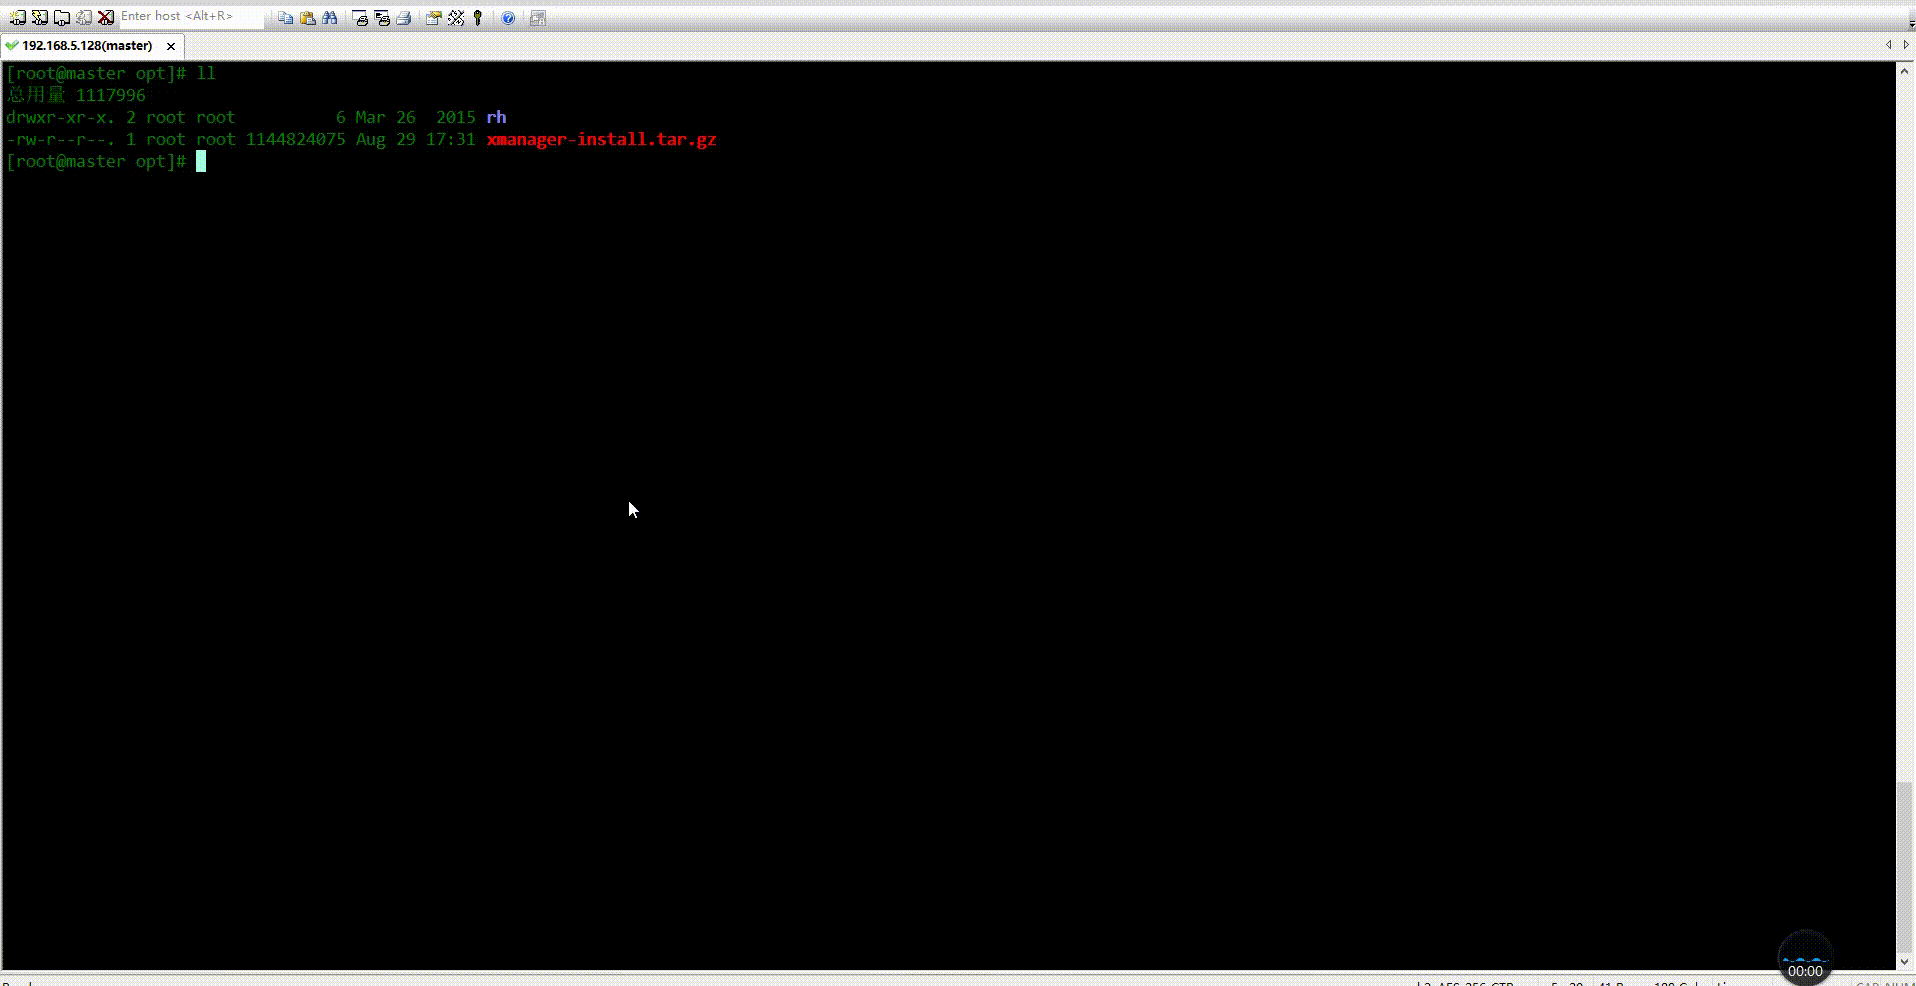 Enter host <Alt+R>
192.168.5.128(master)
[root@master opt]# ll
总用量 1117996
drwxr-xr-x. 2 root root          6 Mar 26  2015 rh
-rw-r--r--. 1 root root 1144824075 Aug 29 17:31 xmanager-install.tar.gz
[root@master opt]#
00:00